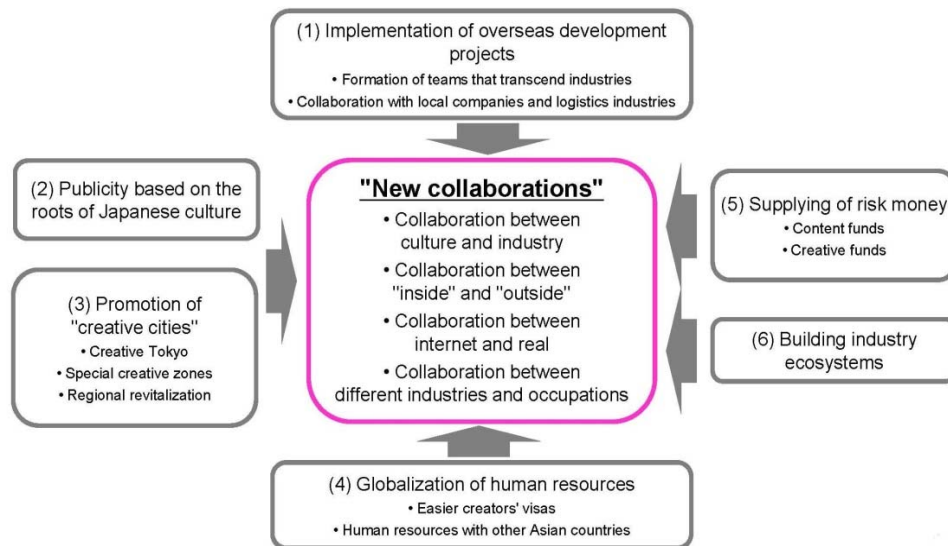 (1) Implementation of overseas development
projects
• Formation of teams that transcend industries
• Collaboration with local companies and logistics industries
(2) Publicity based on the
roots of Japanese culture
(3) Promotion of
"creative cities"
• Creative Tokyo
• Special creative zones
• Regional revitalization
"New collaborations"
• Collaboration between
culture and industry
• Collaboration between
"inside" and "outside"
• Collaboration between
internet and real
• Collaboration between
different industries and occupations
(5) Supplying of risk money
• Content funds
• Creative funds
(6) Building industry
ecosystems
(4) Globalization of human resources
• Easier creators' visas
• Human resources with other Asian countries